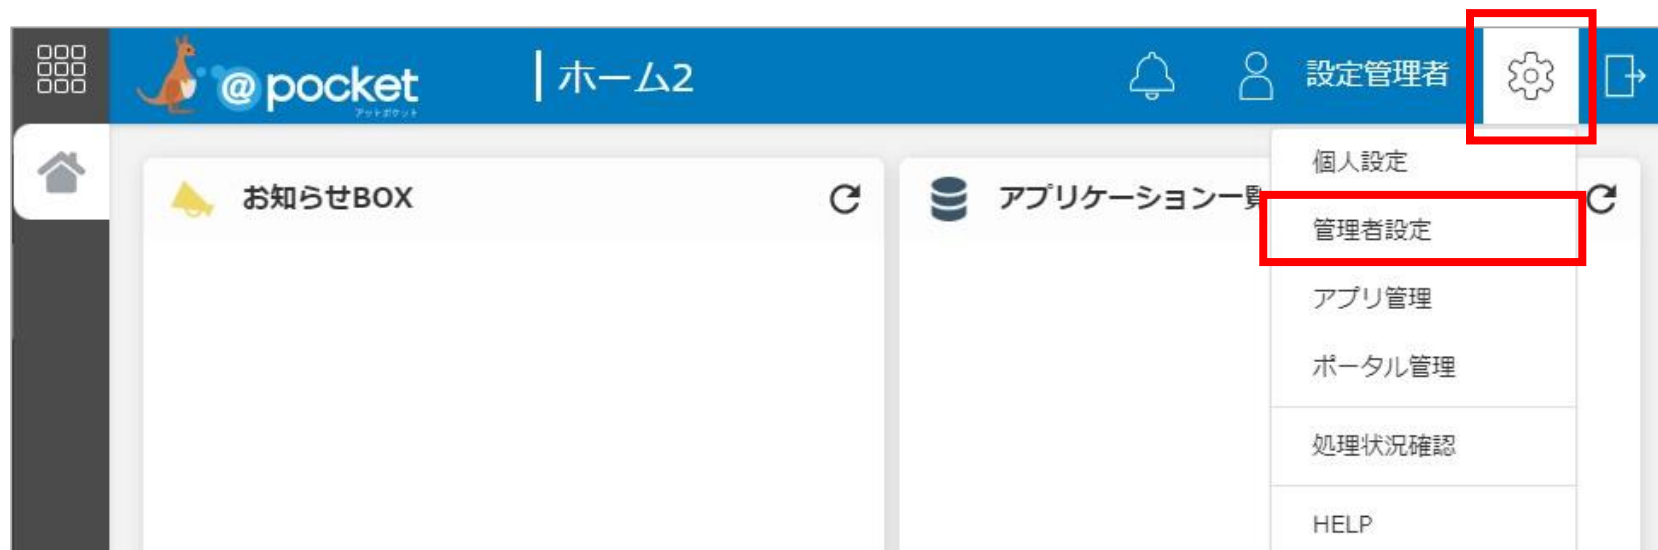 @pocket
アットポケット
ホーム2
設定管理者
お知らせBOX
アプリケーション一覧
個人設定
管理者設定
アプリ管理
ポータル管理
処理状況確認
HELP